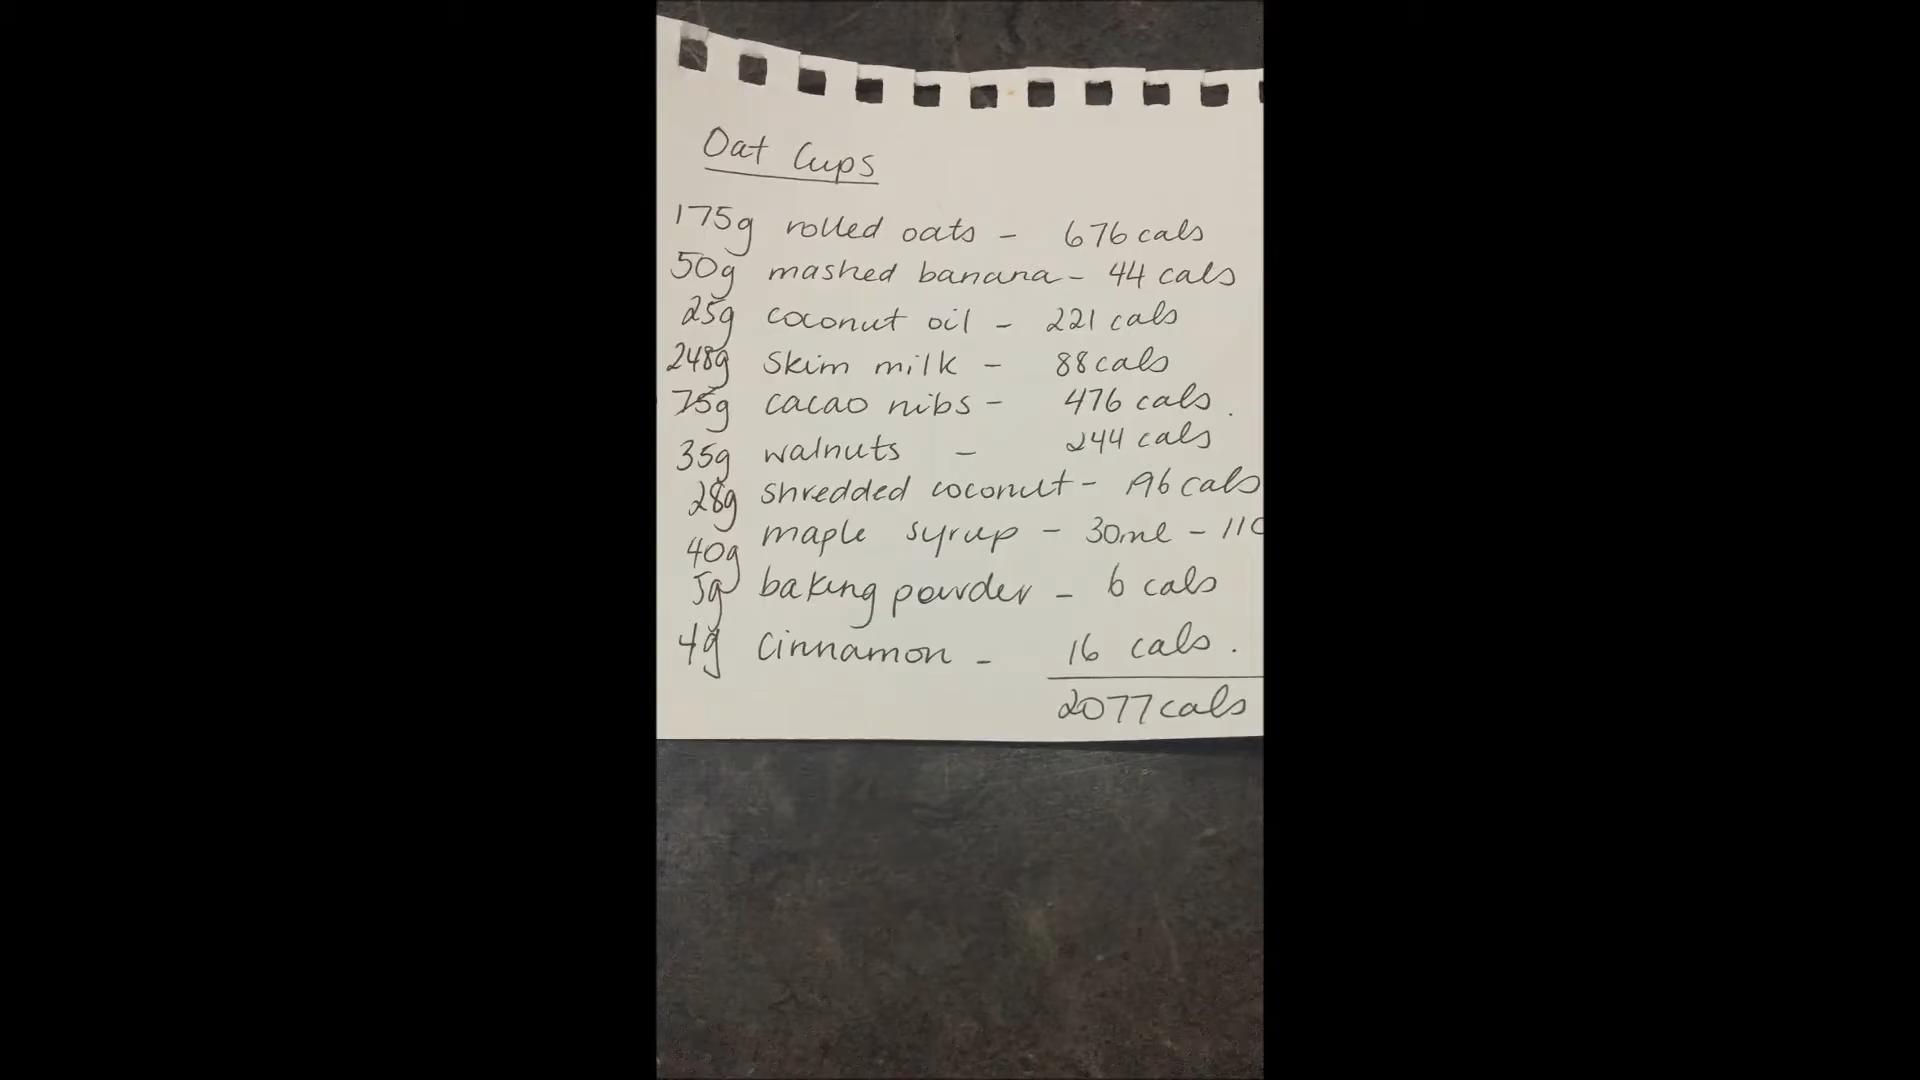 Oat Cups
175g rolled oats - 676 cals
50g mashed banana - 44 cals
25g coconut oil - 221 cals
248g skim milk - 88 cals
75g cacao nibs - 476 cals.
35g walnuts - 244 cals
28g shredded coconut - 196 cals
40g maple syrup - 30ml - 110
5g baking powder - 6 cals
4g cinnamon - 16 cals.
2077 cals